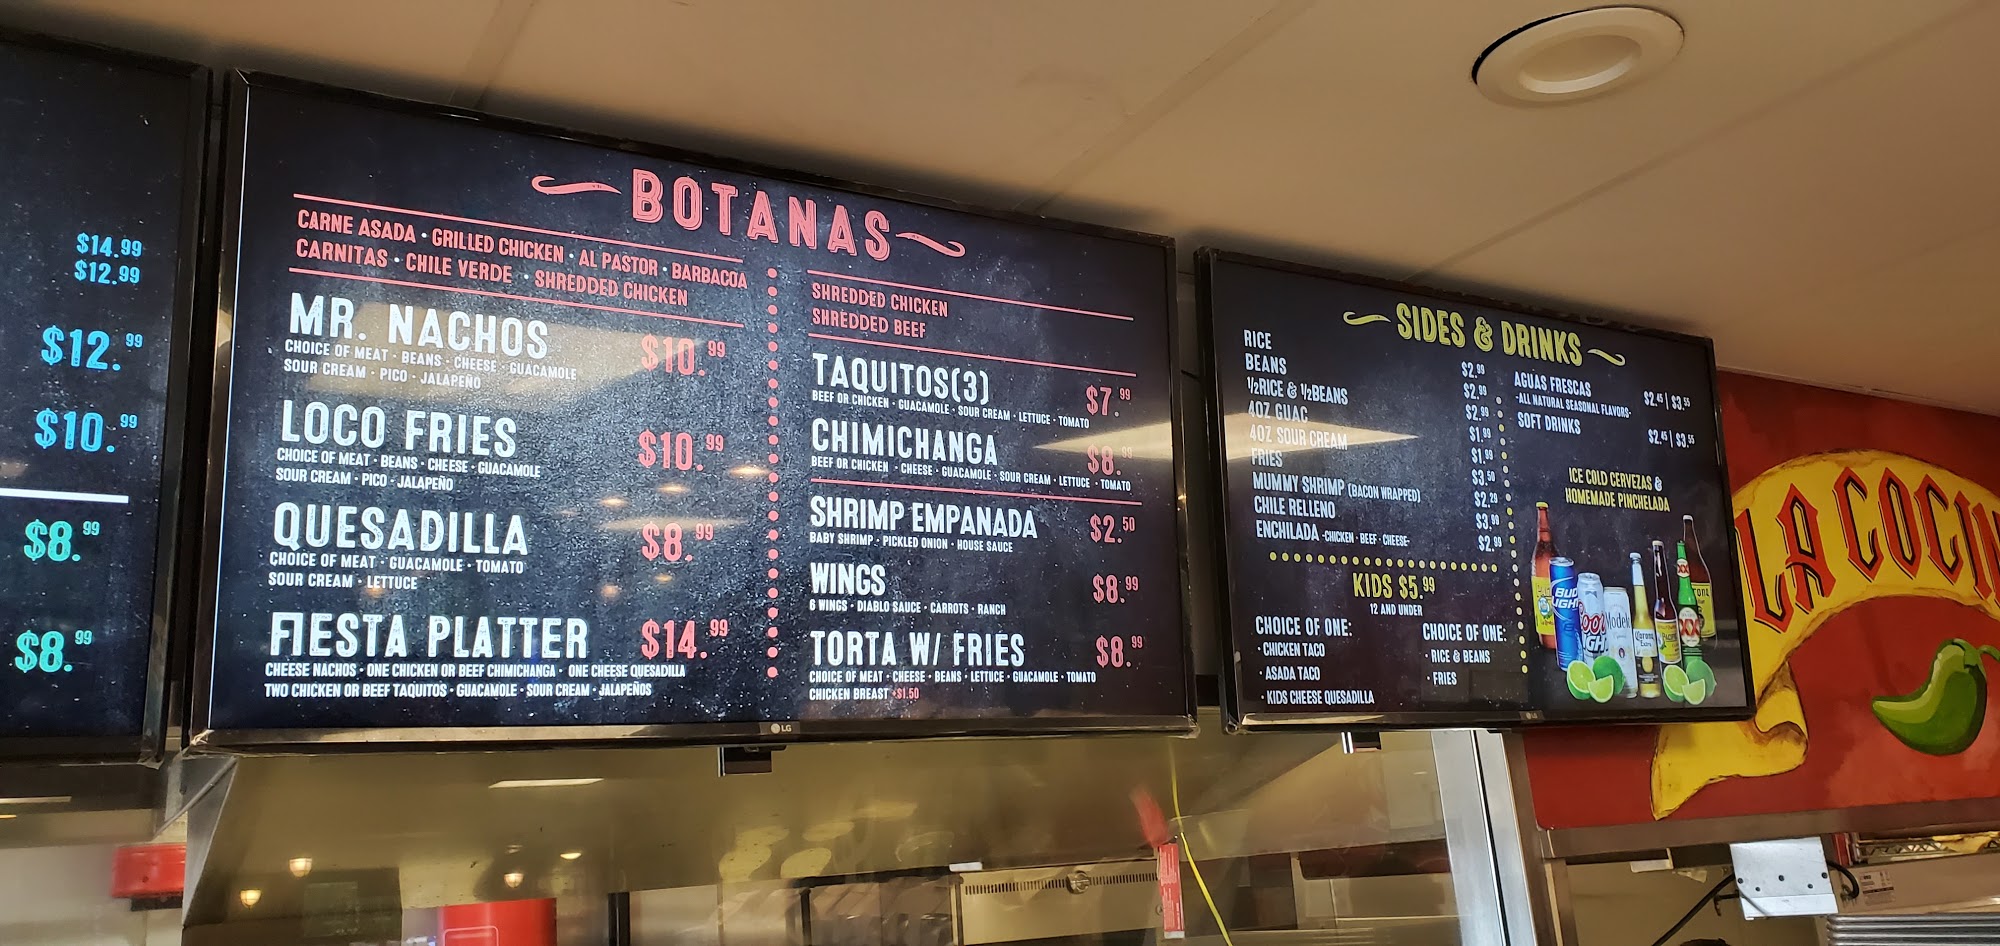 $14.99
$12.99
$12.99
$10.99
$8.99
$8.99
BOTANAS
CARNE ASADA · GRILLED CHICKEN · AL PASTOR · BARBACOA
CARNITAS · CHILE VERDE · SHREDDED CHICKEN
MR. NACHOS $10.99
CHOICE OF MEAT · BEANS · CHEESE · GUACAMOLE
SOUR CREAM · PICO · JALAPEÑO
LOCO FRIES $10.99
CHOICE OF MEAT · BEANS · CHEESE · GUACAMOLE
SOUR CREAM · PICO · JALAPEÑO
QUESADILLA $8.99
CHOICE OF MEAT · GUACAMOLE · TOMATO
SOUR CREAM · LETTUCE
FIESTA PLATTER $14.99
CHEESE NACHOS · ONE CHICKEN OR BEEF CHIMICHANGA · ONE CHEESE QUESADILLA
TWO CHICKEN OR BEEF TAQUITOS · GUACAMOLE · SOUR CREAM · JALAPEÑOS
SHREDDED CHICKEN
SHREDDED BEEF
TAQUITOS(3) $7.99
BEEF OR CHICKEN · GUACAMOLE · SOUR CREAM · LETTUCE · TOMATO
CHIMICHANGA $8.99
BEEF OR CHICKEN · CHEESE · GUACAMOLE · SOUR CREAM · LETTUCE · TOMATO
SHRIMP EMPANADA $2.50
BABY SHRIMP · PICKLED ONION · HOUSE SAUCE
WINGS $8.99
6 WINGS · DIABLO SAUCE · CARROTS · RANCH
TORTA W/ FRIES $8.99
CHOICE OF MEAT · CHEESE · BEANS · LETTUCE · GUACAMOLE · TOMATO
CHICKEN BREAST +$1.50
LG
SIDES & DRINKS
RICE $2.99
BEANS $2.99
½RICE & ½BEANS $2.99
4OZ GUAC $1.99
4OZ SOUR CREAM $1.99
FRIES $3.50
MUMMY SHRIMP (BACON WRAPPED) $2.29
CHILE RELLENO $3.99
ENCHILADA -CHICKEN · BEEF · CHEESE- $2.99
KIDS $5.99
12 AND UNDER
CHOICE OF ONE:
· CHICKEN TACO
· ASADA TACO
· KIDS CHEESE QUESADILLA
CHOICE OF ONE:
· RICE & BEANS
· FRIES
AGUAS FRESCAS $2.45 | $3.55
-ALL NATURAL SEASONAL FLAVORS-
SOFT DRINKS $2.45 | $3.55
ICE COLD CERVEZAS &
HOMEMADE PINCHELADA
BUD
LIGHT
Modelo
Corona
Extra
XX
LA COCIN